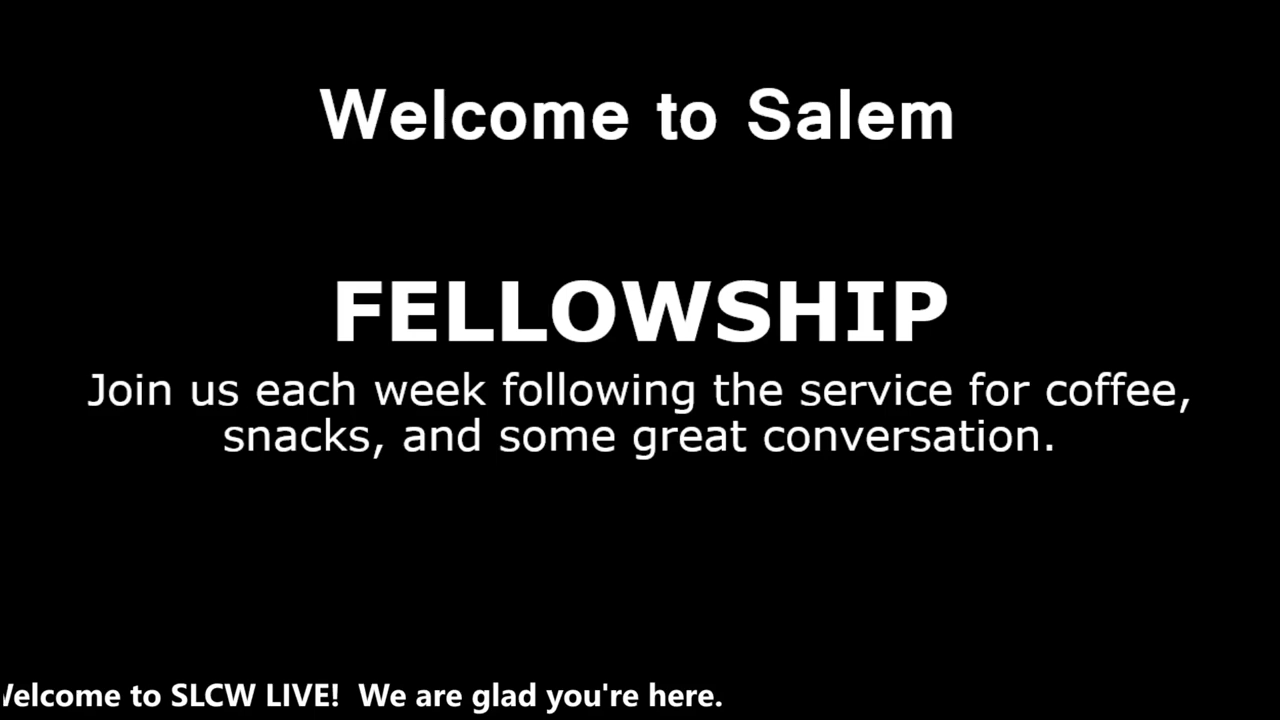 Welcome to Salem
FELLOWSHIP
Join us each week following the service for coffee,
snacks, and some great conversation.
Welcome to SLCW LIVE!  We are glad you're here.